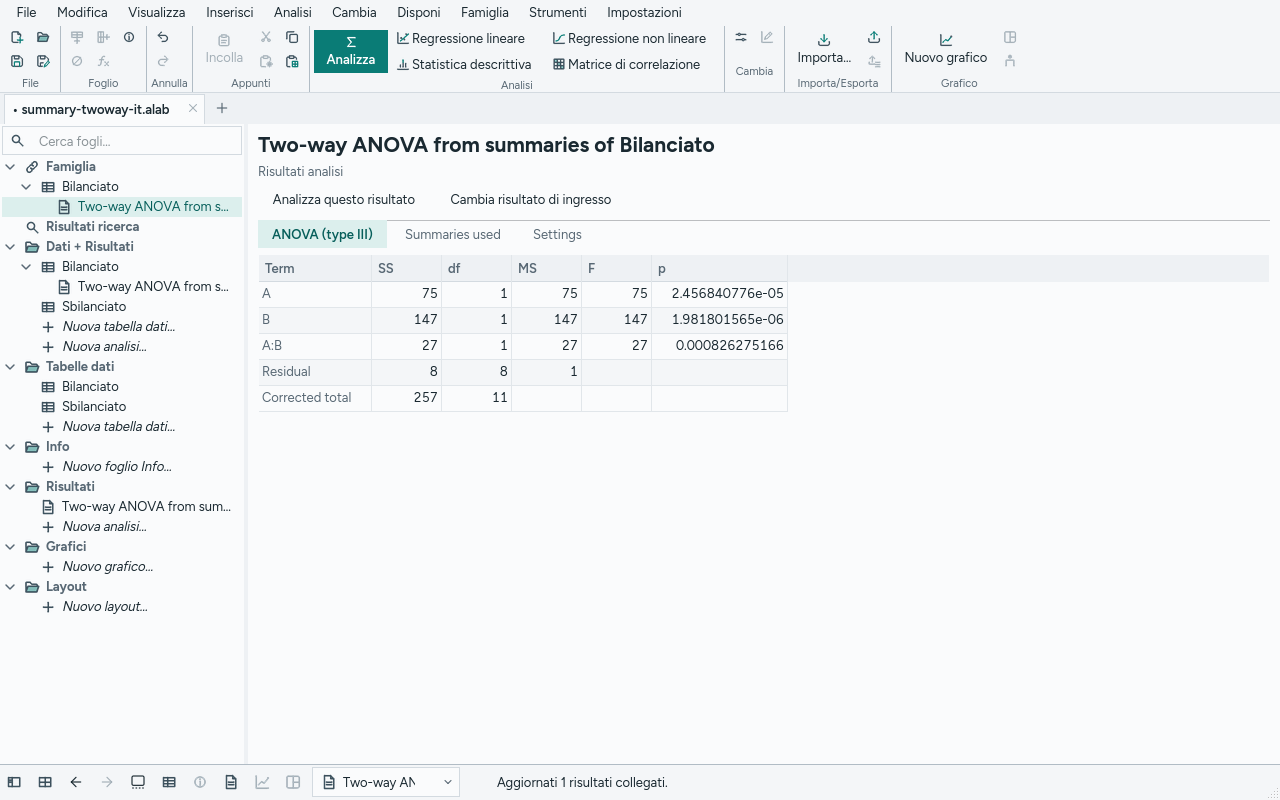 File Modifica Visualizza Inserisci Analisi Cambia Disponi Famiglia Strumenti Impostazioni
Incolla
Σ
Analizza
Regressione lineare
Regressione non lineare
Statistica descrittiva
Matrice di correlazione
Importa...
Nuovo grafico
File Foglio Annulla Appunti Analisi Cambia Importa/Esporta Grafico
• summary-twoway-it.alab
Cerca fogli...
Famiglia
Bilanciato
Two-way ANOVA from s...
Risultati ricerca
Dati + Risultati
Bilanciato
Two-way ANOVA from s...
Sbilanciato
Nuova tabella dati...
Nuova analisi...
Tabelle dati
Bilanciato
Sbilanciato
Nuova tabella dati...
Info
Nuovo foglio Info...
Risultati
Two-way ANOVA from sum...
Nuova analisi...
Grafici
Nuovo grafico...
Layout
Nuovo layout...
Two-way ANOVA from summaries of Bilanciato
Risultati analisi
Analizza questo risultato Cambia risultato di ingresso
ANOVA (type III) Summaries used Settings
Term SS df MS F p
A 75 1 75 75 2.456840776e-05
B 147 1 147 147 1.981801565e-06
A:B 27 1 27 27 0.000826275166
Residual 8 8 1
Corrected total 257 11
Two-way AN
Aggiornati 1 risultati collegati.